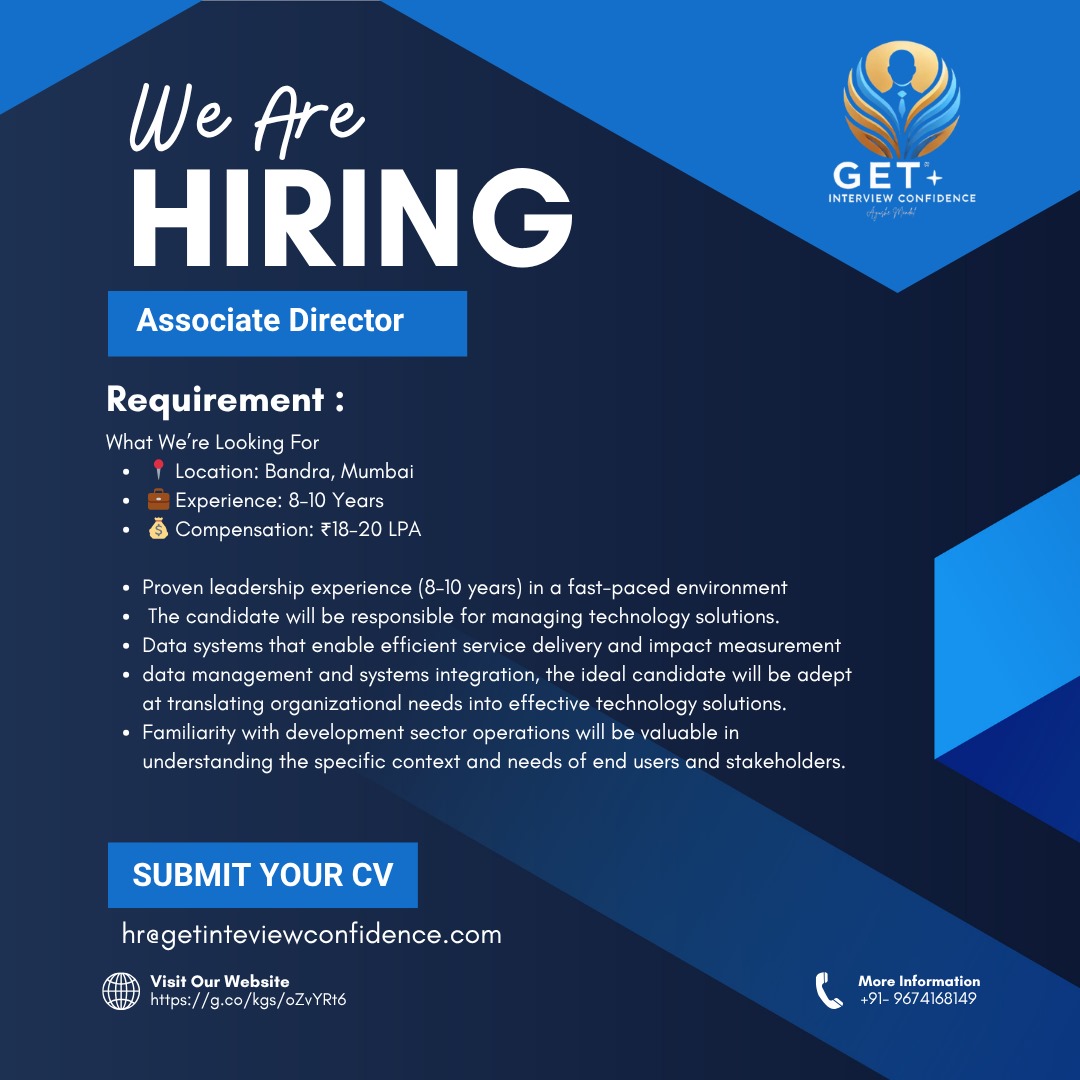 We Are
HIRING
GET+
INTERVIEW CONFIDENCE
Associate Director
Requirement :
What We’re Looking For
• 📍 Location: Bandra, Mumbai
• 💼 Experience: 8-10 Years
• 💰 Compensation: ₹18-20 LPA
• Proven leadership experience (8-10 years) in a fast-paced environment
• The candidate will be responsible for managing technology solutions.
• Data systems that enable efficient service delivery and impact measurement
• data management and systems integration, the ideal candidate will be adept
at translating organizational needs into effective technology solutions.
• Familiarity with development sector operations will be valuable in
understanding the specific context and needs of end users and stakeholders.
SUBMIT YOUR CV
hr@getinteviewconfidence.com
Visit Our Website
https://g.co/kgs/oZvYRt6
More Information
+91- 9674168149